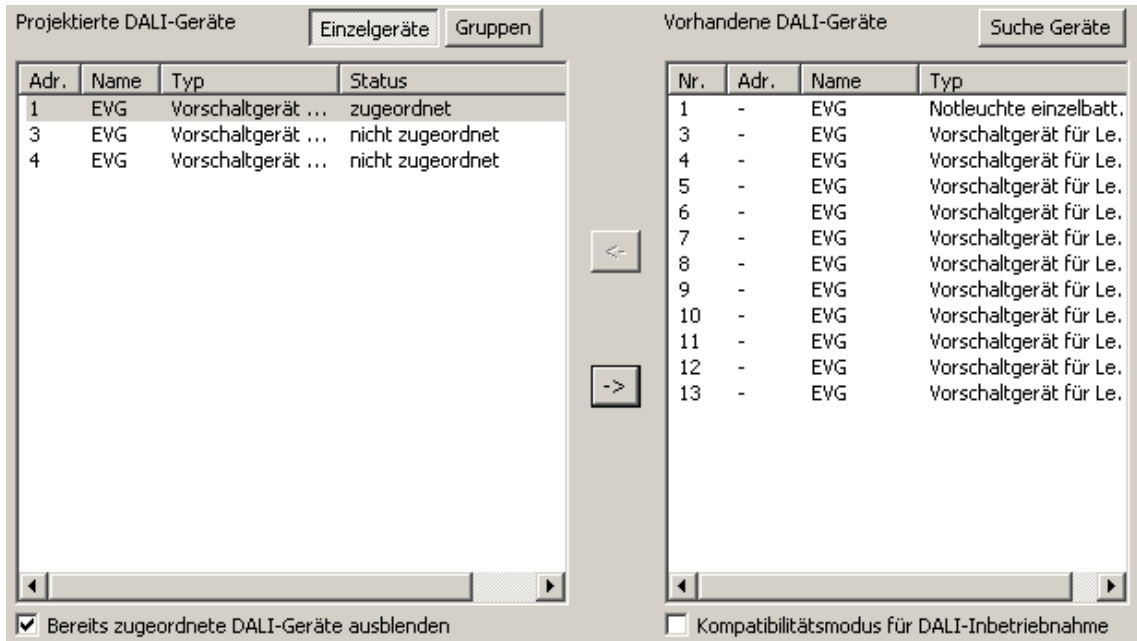 Projektierte DALI-Geräte Einzelgeräte Gruppen
Adr. Name Typ Status
1 EVG Vorschaltgerät ... zugeordnet
3 EVG Vorschaltgerät ... nicht zugeordnet
4 EVG Vorschaltgerät ... nicht zugeordnet
Bereits zugeordnete DALI-Geräte ausblenden
<-
->
Vorhandene DALI-Geräte Suche Geräte
Nr. Adr. Name Typ
1 - EVG Notleuchte einzelbatt.
3 - EVG Vorschaltgerät für Le.
4 - EVG Vorschaltgerät für Le.
5 - EVG Vorschaltgerät für Le.
6 - EVG Vorschaltgerät für Le.
7 - EVG Vorschaltgerät für Le.
8 - EVG Vorschaltgerät für Le.
9 - EVG Vorschaltgerät für Le.
10 - EVG Vorschaltgerät für Le.
11 - EVG Vorschaltgerät für Le.
12 - EVG Vorschaltgerät für Le.
13 - EVG Vorschaltgerät für Le.
Kompatibilitätsmodus für DALI-Inbetriebnahme